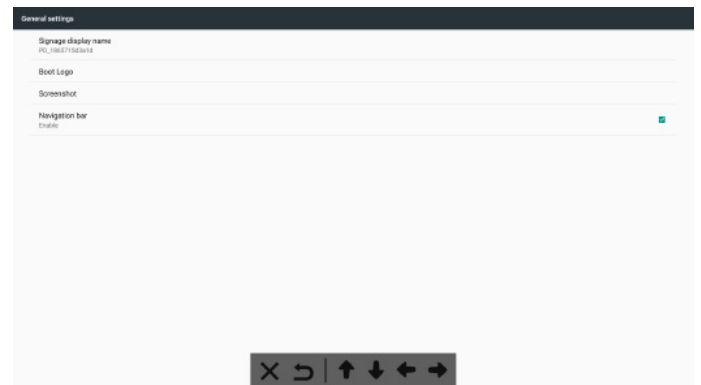 General settings
Signage display name
Boot Logo
Screenshot
Navigation bar
Enable